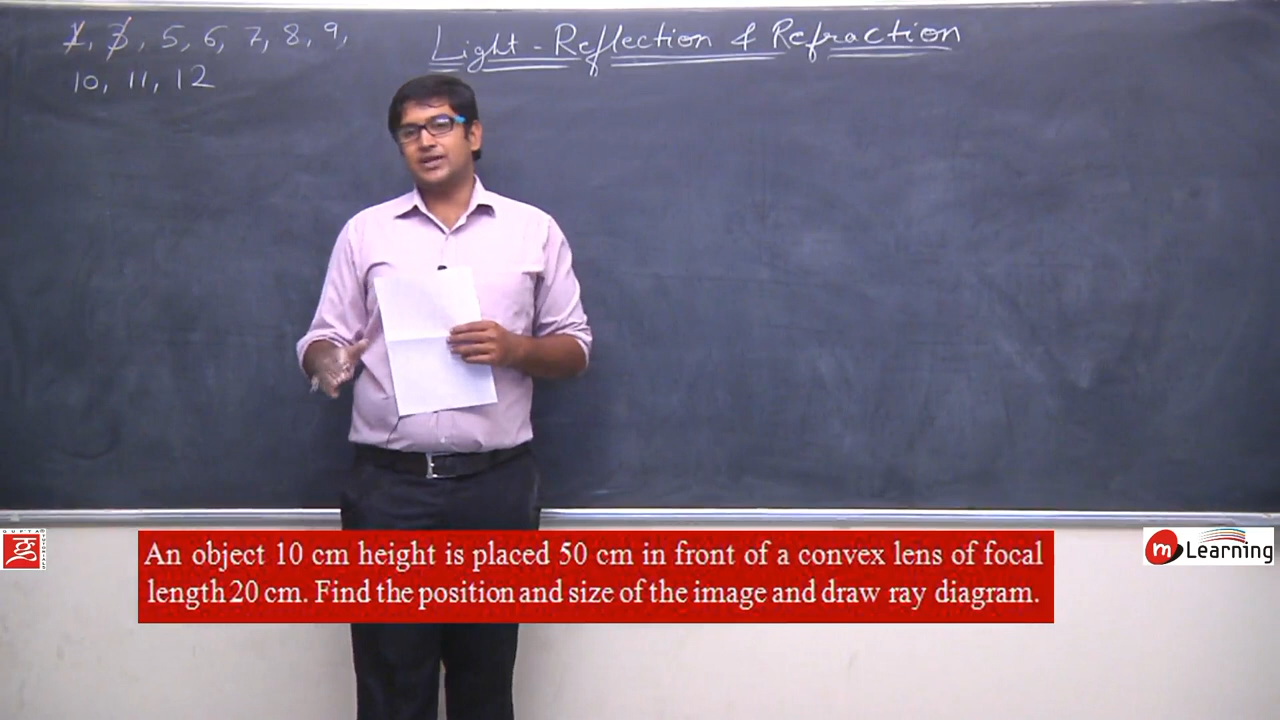 1, 3, 5, 6, 7, 8, 9,
10, 11, 12
Light - Reflection & Refraction
GUPTA
An object 10 cm height is placed 50 cm in front of a convex lens of focal
length 20 cm. Find the position and size of the image and draw ray diagram.
m Learning